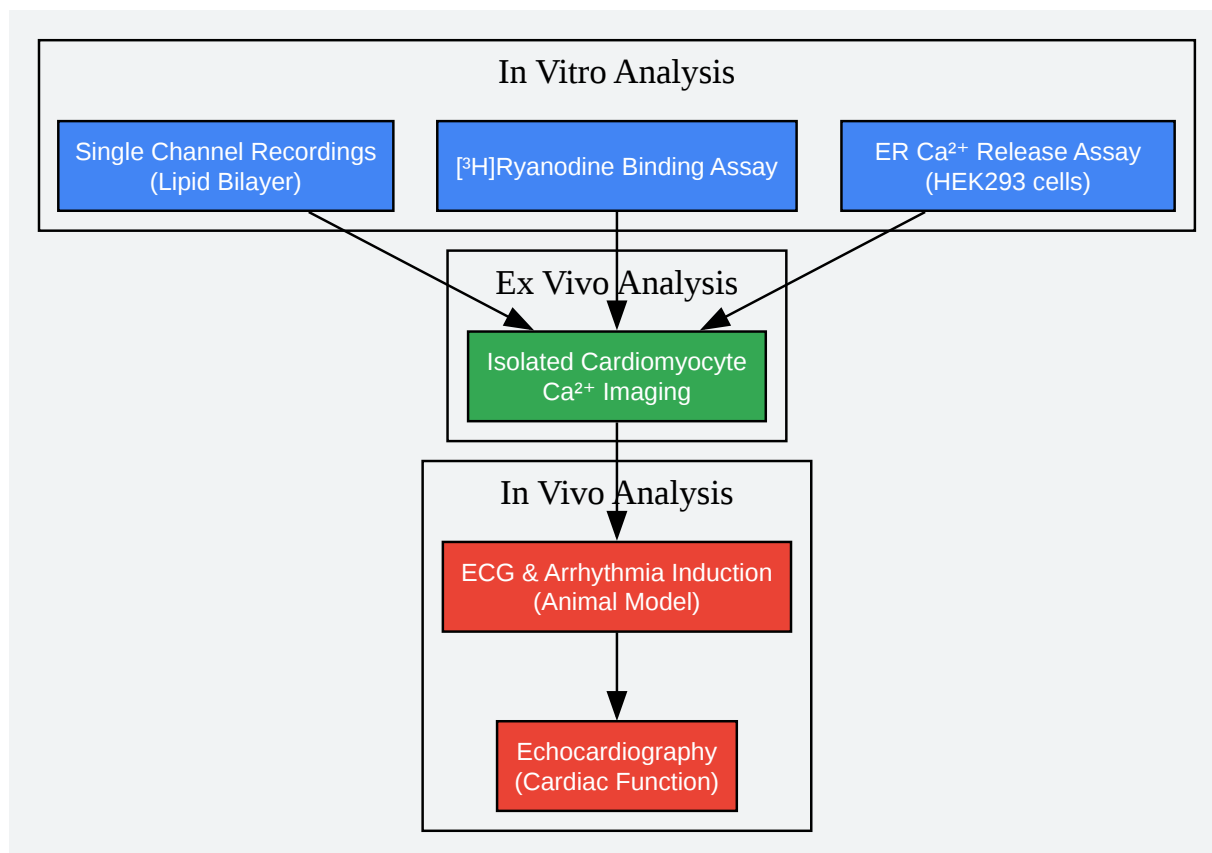 In Vitro Analysis
Single Channel Recordings
(Lipid Bilayer)
[³H]Ryanodine Binding Assay
ER Ca²⁺ Release Assay
(HEK293 cells)
Ex Vivo Analysis
Isolated Cardiomyocyte
Ca²⁺ Imaging
In Vivo Analysis
ECG & Arrhythmia Induction
(Animal Model)
Echocardiography
(Cardiac Function)